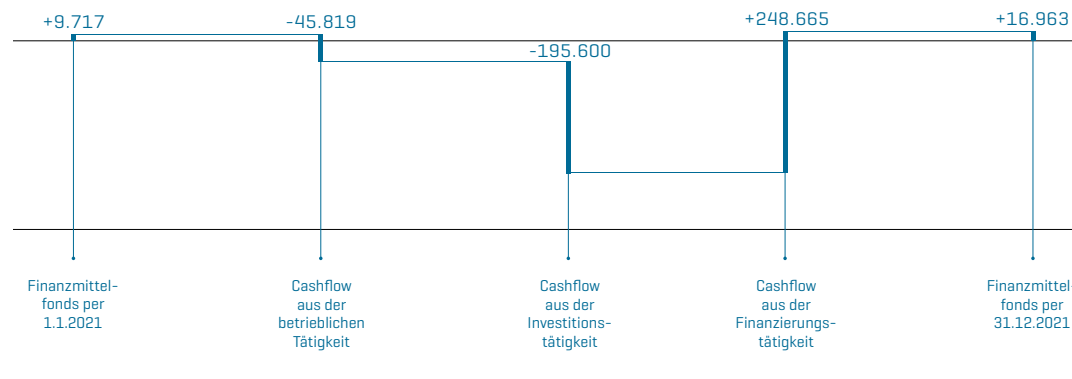 +9.717
-45.819
-195.600
+248.665
+16.963
Finanzmittel-
fonds per
1.1.2021
Cashflow
aus der
betrieblichen
Tätigkeit
Cashflow
aus der
Investitions-
tätigkeit
Cashflow
aus der
Finanzierungs-
tätigkeit
Finanzmittel-
fonds per
31.12.2021